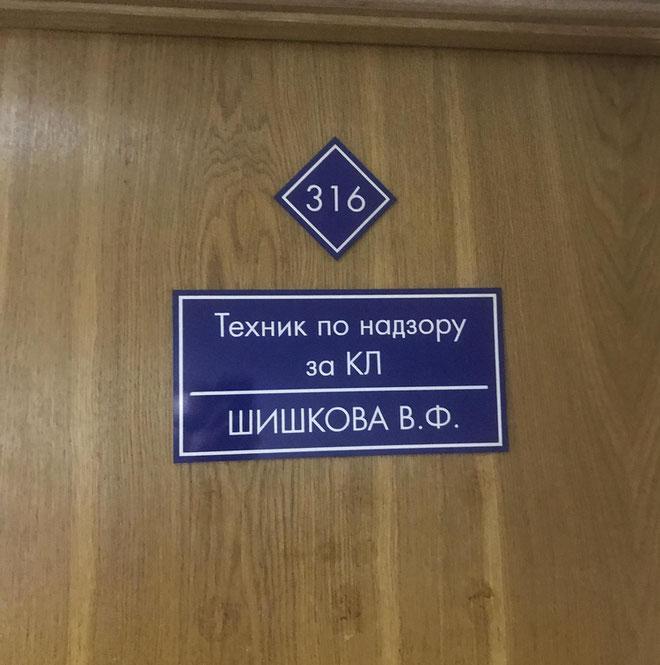 316
Техник по надзору
за КЛ
ШИШКОВА В.Ф.